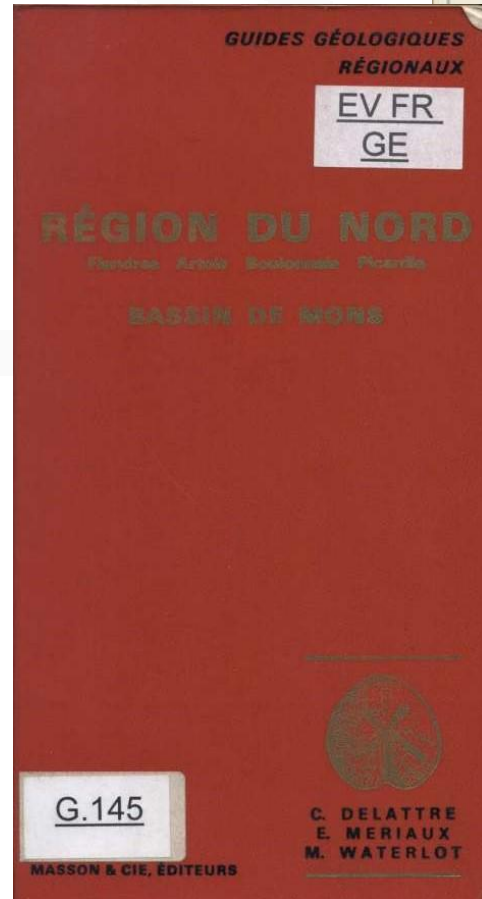 GUIDES GÉOLOGIQUES
RÉGIONAUX
EV FR
GE
RÉGION DU NORD
Flandres Artois Boulonnais Picardie
BASSIN DE MONS
G.145
C. DELATTRE
E. MERIAUX
M. WATERLOT
MASSON & CIE, ÉDITEURS